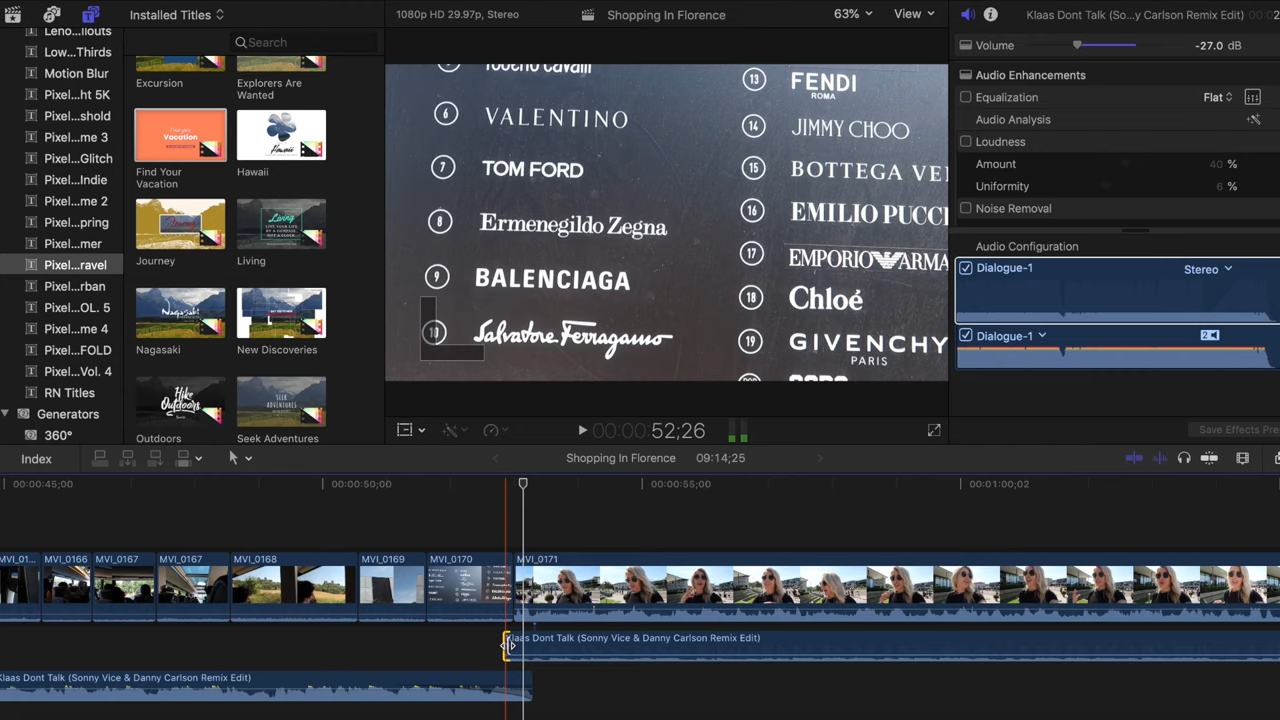 Installed Titles
1080p HD 29.97p, Stereo
Shopping In Florence
63%
View
Klaas Dont Talk (So...y Carlson Remix Edit)
Leno...llouts
Low...Thirds
Motion Blur
Pixel...ht 5K
Pixel...shold
Pixel...me 3
Pixel...Glitch
Pixel...Indie
Pixel...me 2
Pixel...pring
Pixel...mer
Pixel...ravel
Pixel...rban
Pixel...OL. 5
Pixel...me 4
Pixel...FOLD
Pixel...Vol. 4
RN Titles
Generators
360°
Search
Excursion
Explorers Are Wanted
Find Your Vacation
Hawaii
Journey
Living
Nagasaki
New Discoveries
Outdoors
Seek Adventures
6 VALENTINO
7 TOM FORD
8 Ermenegildo Zegna
9 BALENCIAGA
10 Salvatore Ferragamo
13 FENDI
ROMA
14 JIMMY CHOO
15 BOTTEGA VE
16 EMILIO PUCC
17 EMPORIO ARMA
18 Chloé
19 GIVENCHY
PARIS
Volume -27.0 dB
Audio Enhancements
Equalization Flat
Audio Analysis
Loudness
Amount 40 %
Uniformity 6 %
Noise Removal
Audio Configuration
Dialogue-1 Stereo
Dialogue-1 2
Save Effects Pre
00:00:52;26
Index
Shopping In Florence 09:14;25
00:00:45;00
00:00:50;00
00:00:55;00
00:01:00;02
MVI_01...
MVI_0166
MVI_0167
MVI_0167
MVI_0168
MVI_0169
MVI_0170
MVI_0171
Klaas Dont Talk (Sonny Vice & Danny Carlson Remix Edit)
Klaas Dont Talk (Sonny Vice & Danny Carlson Remix Edit)